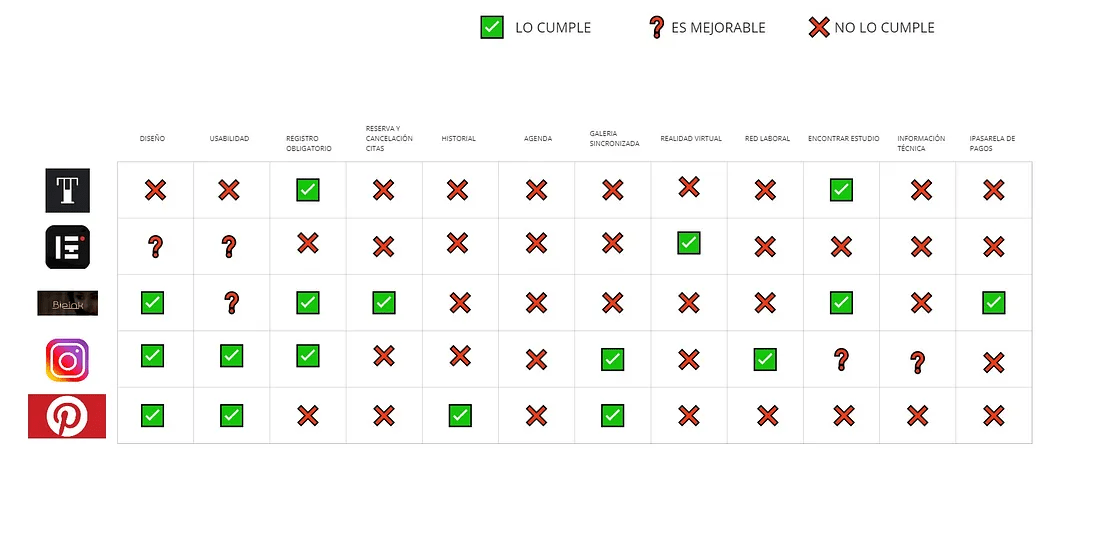 LO CUMPLE
ES MEJORABLE
NO LO CUMPLE
DISEÑO
USABILIDAD
REGISTRO
OBLIGATORIO
RESERVA Y
CANCELACIÓN
CITAS
HISTORIAL
AGENDA
GALERIA
SINCRONIZADA
REALIDAD VIRTUAL
RED LABORAL
ENCONTRAR ESTUDIO
INFORMACIÓN
TÉCNICA
IPASARELA DE
PAGOS